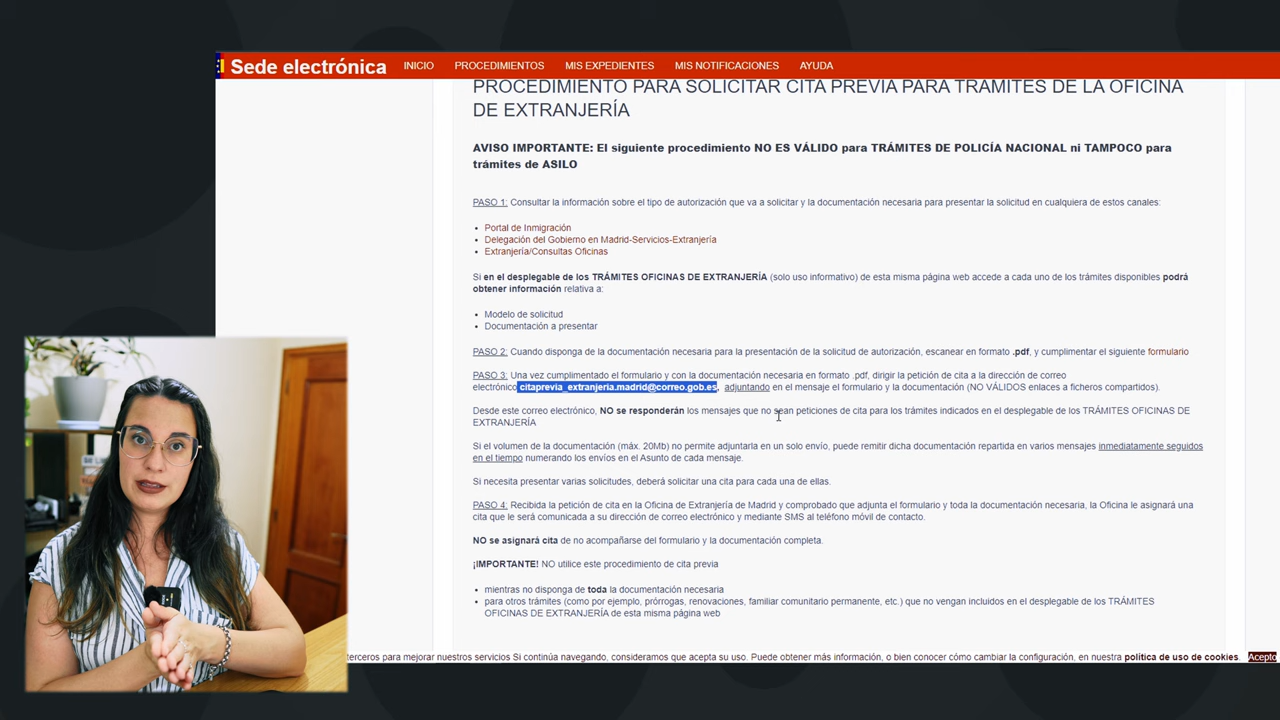 Sede electrónica INICIO PROCEDIMIENTOS MIS EXPEDIENTES MIS NOTIFICACIONES AYUDA
PROCEDIMIENTO PARA SOLICITAR CITA PREVIA PARA TRÁMITES DE LA OFICINA
DE EXTRANJERÍA
AVISO IMPORTANTE: El siguiente procedimiento NO ES VÁLIDO para TRÁMITES DE POLICÍA NACIONAL ni TAMPOCO para
trámites de ASILO
PASO 1: Consultar la información sobre el tipo de autorización que va a solicitar y la documentación necesaria para presentar la solicitud en cualquiera de estos canales:
• Portal de Inmigración
• Delegación del Gobierno en Madrid-Servicios-Extranjería
• Extranjería/Consultas Oficinas
Si en el desplegable de los TRÁMITES OFICINAS DE EXTRANJERÍA (solo uso informativo) de esta misma página web accede a cada uno de los trámites disponibles podrá
obtener información relativa a:
• Modelo de solicitud
• Documentación a presentar
PASO 2: Cuando disponga de la documentación necesaria para la presentación de la solicitud de autorización, escanear en formato .pdf, y cumplimentar el siguiente formulario
PASO 3: Una vez cumplimentado el formulario y con la documentación necesaria en formato .pdf, dirigir la petición de cita a la dirección de correo
electrónico citaprevia_extranjeria.madrid@correo.gob.es, adjuntando en el mensaje el formulario y la documentación (NO VÁLIDOS enlaces a ficheros compartidos).
Desde este correo electrónico, NO se responderán los mensajes que no sean peticiones de cita para los trámites indicados en el desplegable de los TRÁMITES OFICINAS DE
EXTRANJERÍA
Si el volumen de la documentación (máx. 20Mb) no permite adjuntarla en un solo envío, puede remitir dicha documentación repartida en varios mensajes inmediatamente seguidos
en el tiempo numerando los envíos en el Asunto de cada mensaje.
Si necesita presentar varias solicitudes, deberá solicitar una cita para cada una de ellas.
PASO 4: Recibida la petición de cita en la Oficina de Extranjería de Madrid y comprobado que adjunta el formulario y toda la documentación necesaria, la Oficina le asignará una
cita que le será comunicada a su dirección de correo electrónico y mediante SMS al teléfono móvil de contacto.
NO se asignará cita de no acompañarse del formulario y la documentación completa.
¡IMPORTANTE! NO utilice este procedimiento de cita previa
• mientras no disponga de toda la documentación necesaria
• para otros trámites (como por ejemplo, prórrogas, renovaciones, familiar comunitario permanente, etc.) que no vengan incluidos en el desplegable de los TRÁMITES
OFICINAS DE EXTRANJERÍA de esta misma página web
terceros para mejorar nuestros servicios Si continúa navegando, consideramos que acepta su uso. Puede obtener más información, o bien conocer cómo cambiar la configuración, en nuestra política de uso de cookies. Acepto